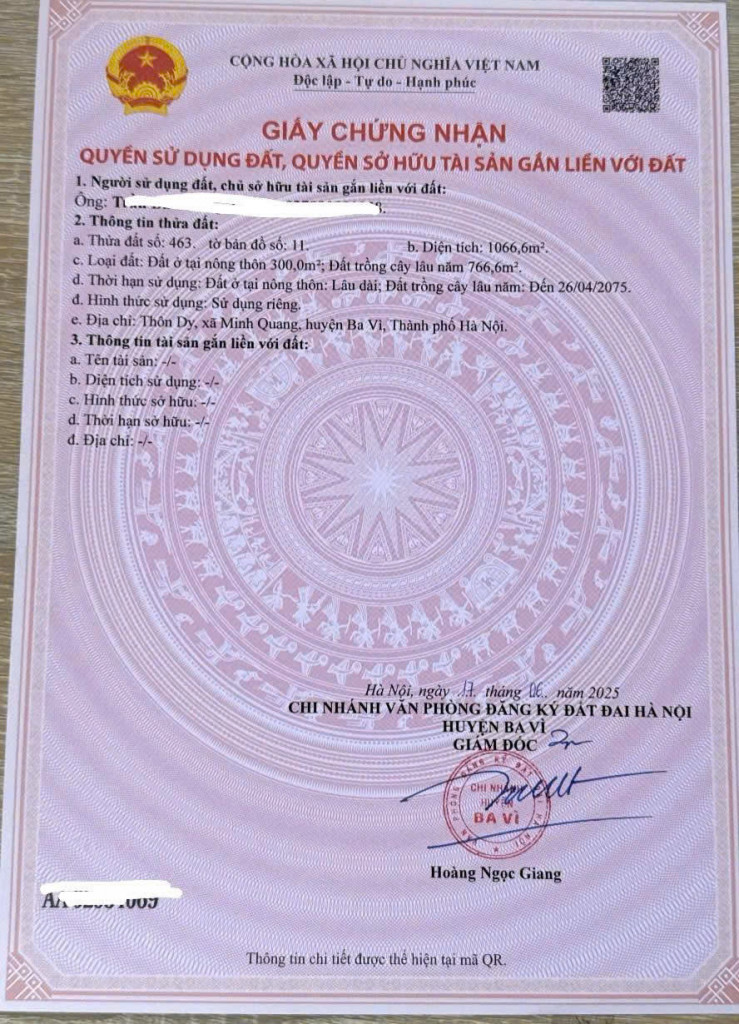 CỘNG HÒA XÃ HỘI CHỦ NGHĨA VIỆT NAM
Độc lập - Tự do - Hạnh phúc
GIẤY CHỨNG NHẬN
QUYỀN SỬ DỤNG ĐẤT, QUYỀN SỞ HỮU TÀI SẢN GẮN LIỀN VỚI ĐẤT
1. Người sử dụng đất, chủ sở hữu tài sản gắn liền với đất:
Ông:
2. Thông tin thửa đất:
a. Thửa đất số: 463. tờ bản đồ số: 11. b. Diện tích: 1066,6m².
c. Loại đất: Đất ở tại nông thôn 300,0m²; Đất trồng cây lâu năm 766,6m².
d. Thời hạn sử dụng: Đất ở tại nông thôn: Lâu dài; Đất trồng cây lâu năm: Đến 26/04/2075.
đ. Hình thức sử dụng: Sử dụng riêng.
e. Địa chỉ: Thôn Dy, xã Minh Quang, huyện Ba Vì, Thành phố Hà Nội.
3. Thông tin tài sản gắn liền với đất:
a. Tên tài sản: -/-
b. Diện tích sử dụng: -/-
c. Hình thức sở hữu: -/-
d. Thời hạn sở hữu: -/-
đ. Địa chỉ: -/-
Hà Nội, ngày 17. tháng 06. năm 2025
CHI NHÁNH VĂN PHÒNG ĐĂNG KÝ ĐẤT ĐAI HÀ NỘI
HUYỆN BA VÌ
GIÁM ĐỐC
CHI NHÁNH
HUYỆN
BA VÌ
Hoàng Ngọc Giang
Thông tin chi tiết được thể hiện tại mã QR.